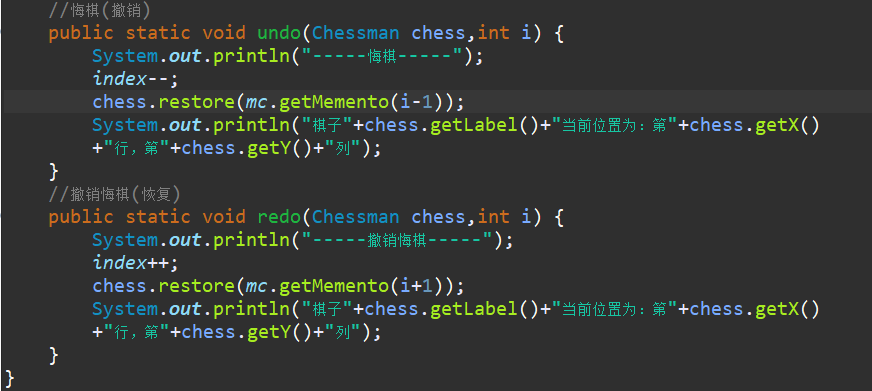 //悔棋(撤销)
public static void undo(Chessman chess,int i) {
System.out.println("-----悔棋-----");
index--;
chess.restore(mc.getMemento(i-1));
System.out.println("棋子"+chess.getLabel()+"当前位置为：第"+chess.getX()
+"行，第"+chess.getY()+"列");
}
//撤销悔棋(恢复)
public static void redo(Chessman chess,int i) {
System.out.println("-----撤销悔棋-----");
index++;
chess.restore(mc.getMemento(i+1));
System.out.println("棋子"+chess.getLabel()+"当前位置为：第"+chess.getX()
+"行，第"+chess.getY()+"列");
}
}